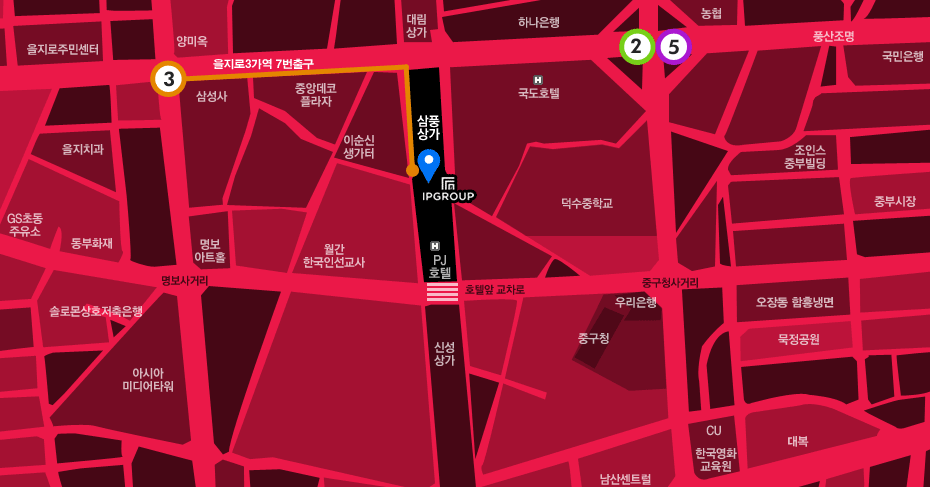 대림
상가
하나은행
농협
풍산조명
을지로주민센터
양미옥
을지로3가역 7번출구
2
5
국민은행
3
삼성사
중앙데코
플라자
H
국도호텔
삼풍
상가
을지치과
이순신
생가터
조인스
중부빌딩
IPGROUP
덕수중학교
중부시장
GS초동
주유소
동부화재
명보
아트홀
월간
한국인선교사
H
PJ
호텔
명보사거리
호텔앞 교차로
중구청사거리
우리은행
오장동 함흥냉면
솔로몬상호저축은행
중구청
묵정공원
신성
상가
아시아
미디어타워
CU
한국영화
교육원
대복
남산센트럴